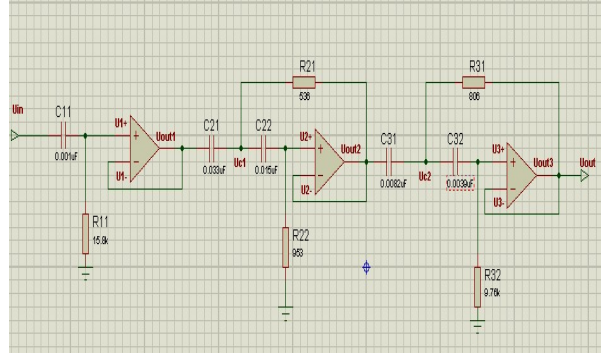 R21
536
R31
806
Uin
C11
0.001uF
U1+
U1-
Uout1
C21
0.033uF
Uc1
C22
0.015uF
U2+
U2-
Uout2
C31
0.0082uF
Uc2
C32
0.0039uF
U3+
U3-
Uout3
Uout
R11
15.8k
R22
953
R32
9.76k